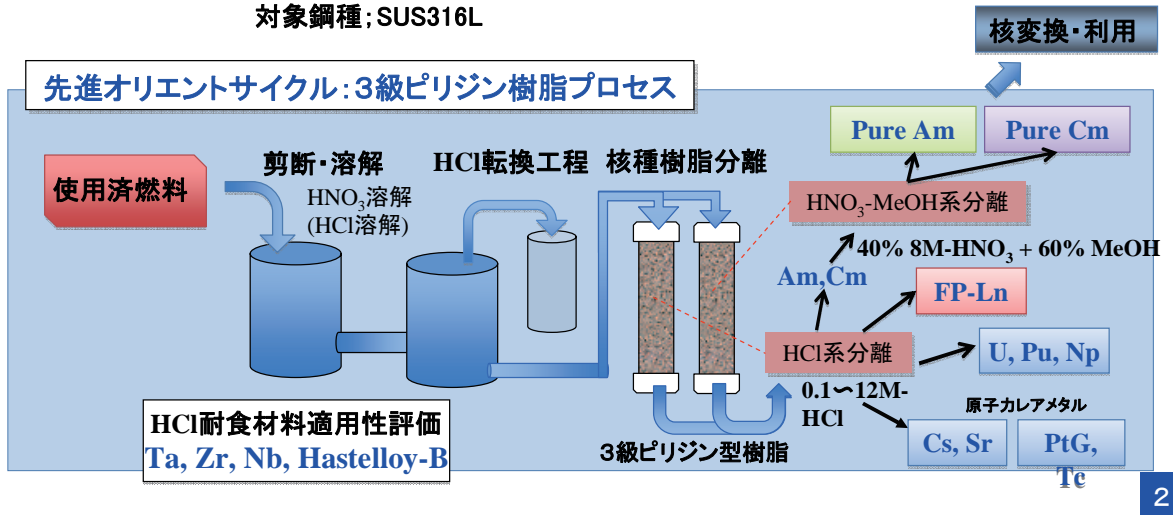 対象鋼種；SUS316L
核変換・利用
先進オリエントサイクル：３級ピリジン樹脂プロセス
Pure Am
Pure Cm
使用済燃料
剪断・溶解
HNO₃溶解
(HCl溶解)
HCl転換工程
核種樹脂分離
HNO₃-MeOH系分離
40% 8M-HNO₃ + 60% MeOH
Am,Cm
FP-Ln
HCl系分離
U, Pu, Np
0.1〜12M-
HCl
原子力レアメタル
Cs, Sr
PtG,
Tc
３級ピリジン型樹脂
HCl耐食材料適用性評価
Ta, Zr, Nb, Hastelloy-B
2